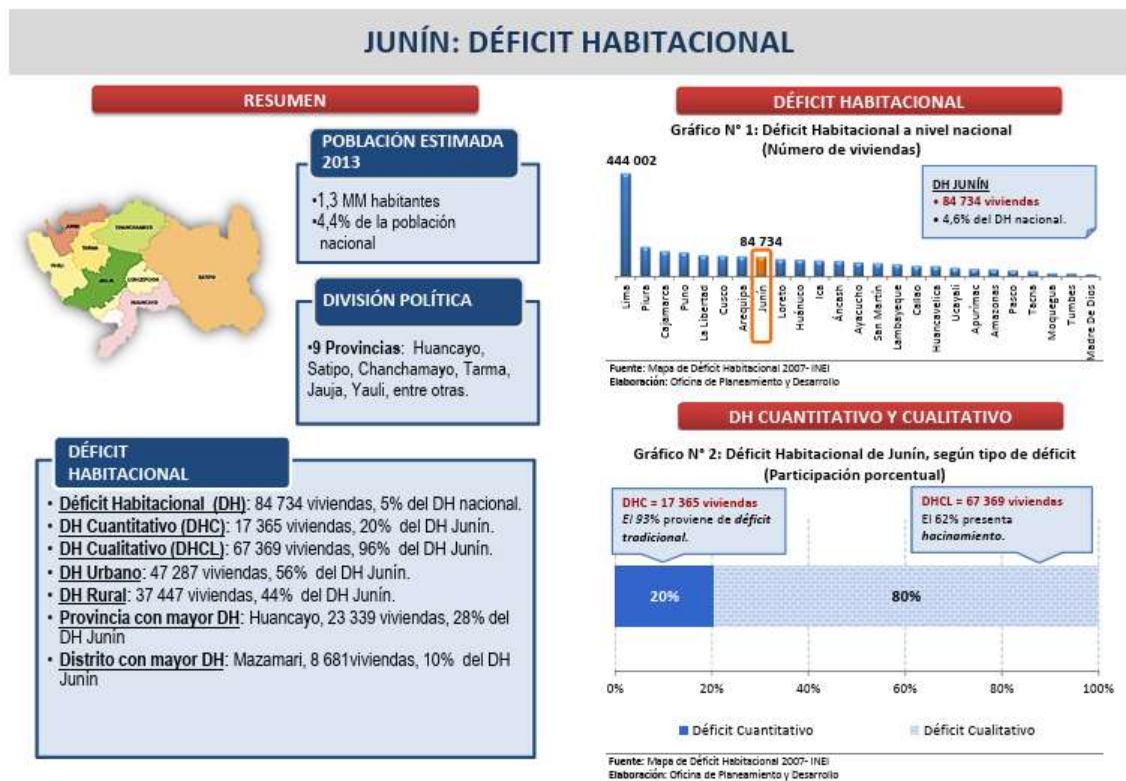 JUNÍN: DÉFICIT HABITACIONAL
RESUMEN
POBLACIÓN ESTIMADA
2013
•1,3 MM habitantes
•4,4% de la población
nacional
JUNIN
CHANCHAMAYO
TARMA
YAULI
JAUJA
CONCEPCION
SATIPO
HUANCAYO
DIVISIÓN POLÍTICA
•9 Provincias: Huancayo,
Satipo, Chanchamayo, Tarma,
Jauja, Yauli, entre otras.
DÉFICIT
HABITACIONAL
• Déficit Habitacional (DH): 84 734 viviendas, 5% del DH nacional.
• DH Cuantitativo (DHC): 17 365 viviendas, 20% del DH Junín.
• DH Cualitativo (DHCL): 67 369 viviendas, 96% del DH Junín.
• DH Urbano: 47 287 viviendas, 56% del DH Junín.
• DH Rural: 37 447 viviendas, 44% del DH Junín.
• Provincia con mayor DH: Huancayo, 23 339 viviendas, 28% del
DH Junín
• Distrito con mayor DH: Mazamari, 8 681viviendas, 10% del DH
Junín
DÉFICIT HABITACIONAL
Gráfico N° 1: Déficit Habitacional a nivel nacional
(Número de viviendas)
444 002
84 734
DH JUNÍN
• 84 734 viviendas
• 4,6% del DH nacional.
Lima
Piura
Cajamarca
Puno
La Libertad
Cusco
Arequipa
Junín
Loreto
Huánuco
Ica
Áncash
Ayacucho
San Martín
Lambayeque
Callao
Huancavelica
Ucayali
Apurímac
Amazonas
Pasco
Tacna
Moquegua
Tumbes
Madre De Dios
Fuente: Mapa de Déficit Habitacional 2007- INEI
Elaboración: Oficina de Planeamiento y Desarrollo
DH CUANTITATIVO Y CUALITATIVO
Gráfico N° 2: Déficit Habitacional de Junín, según tipo de déficit
(Participación porcentual)
DHC = 17 365 viviendas
El 93% proviene de déficit
tradicional.
DHCL = 67 369 viviendas
El 62% presenta
hacinamiento.
20%
80%
0% 20% 40% 60% 80% 100%
Déficit Cuantitativo
Déficit Cualitativo
Fuente: Mapa de Déficit Habitacional 2007- INEI
Elaboración: Oficina de Planeamiento y Desarrollo